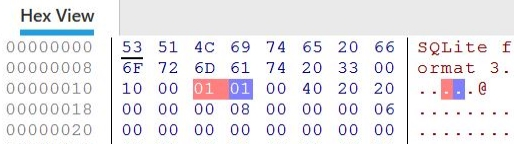 Hex View
00000000 53 51 4C 69 74 65 20 66 SQLite f
00000008 6F 72 6D 61 74 20 33 00 ormat 3.
00000010 10 00 01 01 00 40 20 20 .....@
00000018 00 00 00 08 00 00 00 06 ........
00000020 00 00 00 00 00 00 00 00 ........